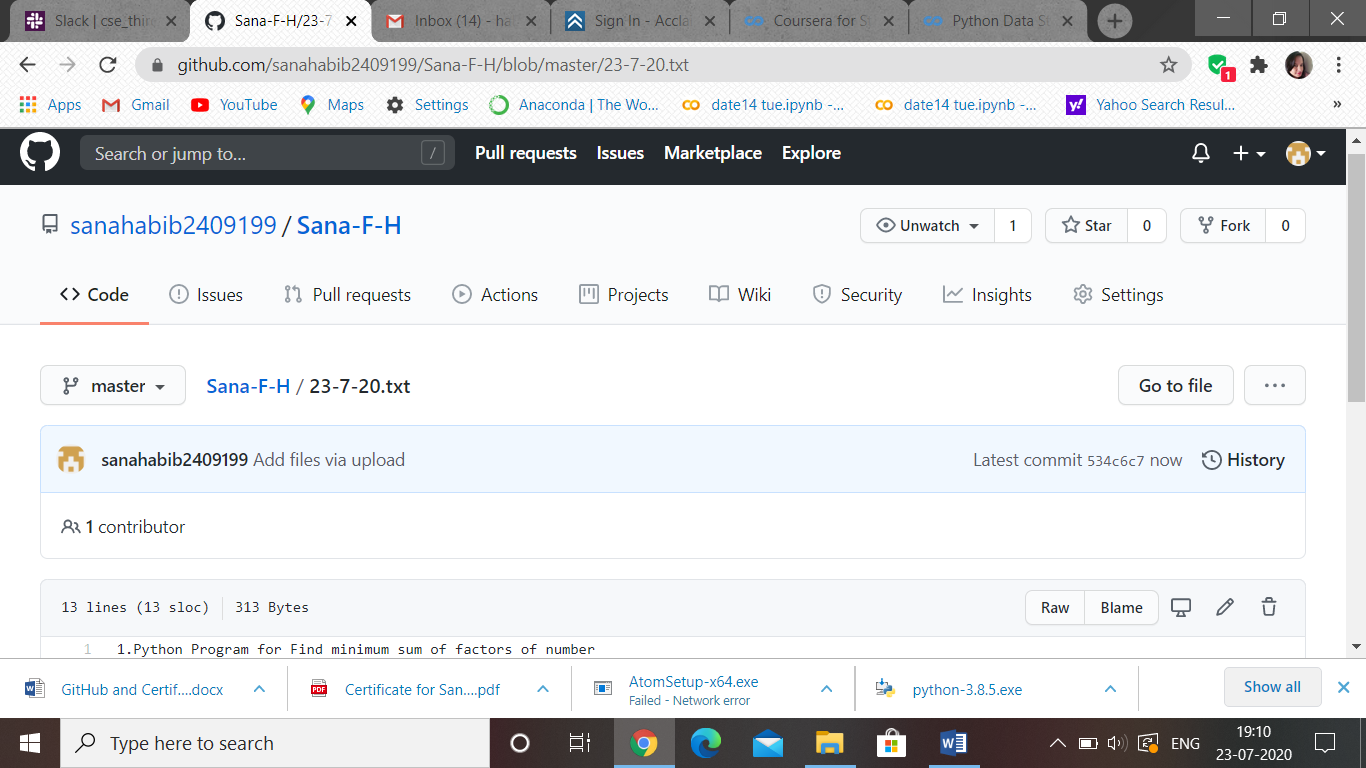 Slack | cse_thire
Sana-F-H/23-7
Inbox (14) - ha
Sign In - Accla
Coursera for S
Python Data S
github.com/sanahabib2409199/Sana-F-H/blob/master/23-7-20.txt
1
Apps
Gmail
YouTube
Maps
Settings
Anaconda | The Wo...
date14 tue.ipynb -...
date14 tue.ipynb -...
Yahoo Search Resul...
»
Search or jump to...
/
Pull requests
Issues
Marketplace
Explore
sanahabib2409199 / Sana-F-H
Unwatch
1
Star
0
Fork
0
Code
Issues
Pull requests
Actions
Projects
Wiki
Security
Insights
Settings
master
Sana-F-H / 23-7-20.txt
Go to file
sanahabib2409199 Add files via upload
Latest commit 534c6c7 now
History
1 contributor
13 lines (13 sloc)
313 Bytes
Raw
Blame
1 1.Python Program for Find minimum sum of factors of number
GitHub and Certif....docx
Certificate for San....pdf
AtomSetup-x64.exe
Failed - Network error
python-3.8.5.exe
Show all
Type here to search
ENG
19:10
23-07-2020